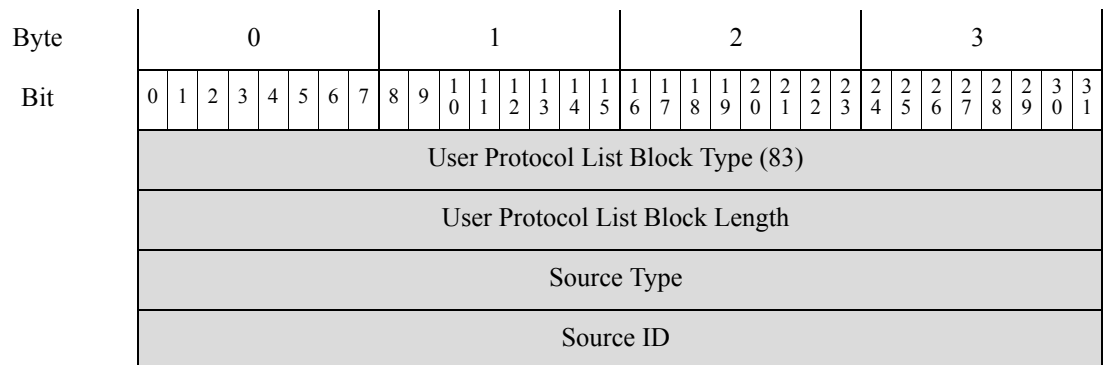 Byte 0 1 2 3
Bit 0 1 2 3 4 5 6 7 8 9 10 11 12 13 14 15 16 17 18 19 20 21 22 23 24 25 26 27 28 29 30 31
User Protocol List Block Type (83)
User Protocol List Block Length
Source Type
Source ID